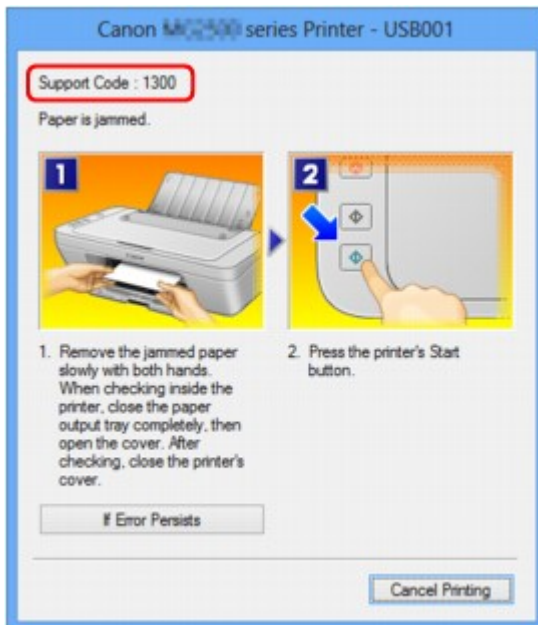 Canon series Printer - USB001
Support Code : 1300
Paper is jammed.
1
2
1. Remove the jammed paper
slowly with both hands.
When checking inside the
printer, close the paper
output tray completely, then
open the cover. After
checking, close the printer's
cover.
2. Press the printer's Start
button.
If Error Persists
Cancel Printing